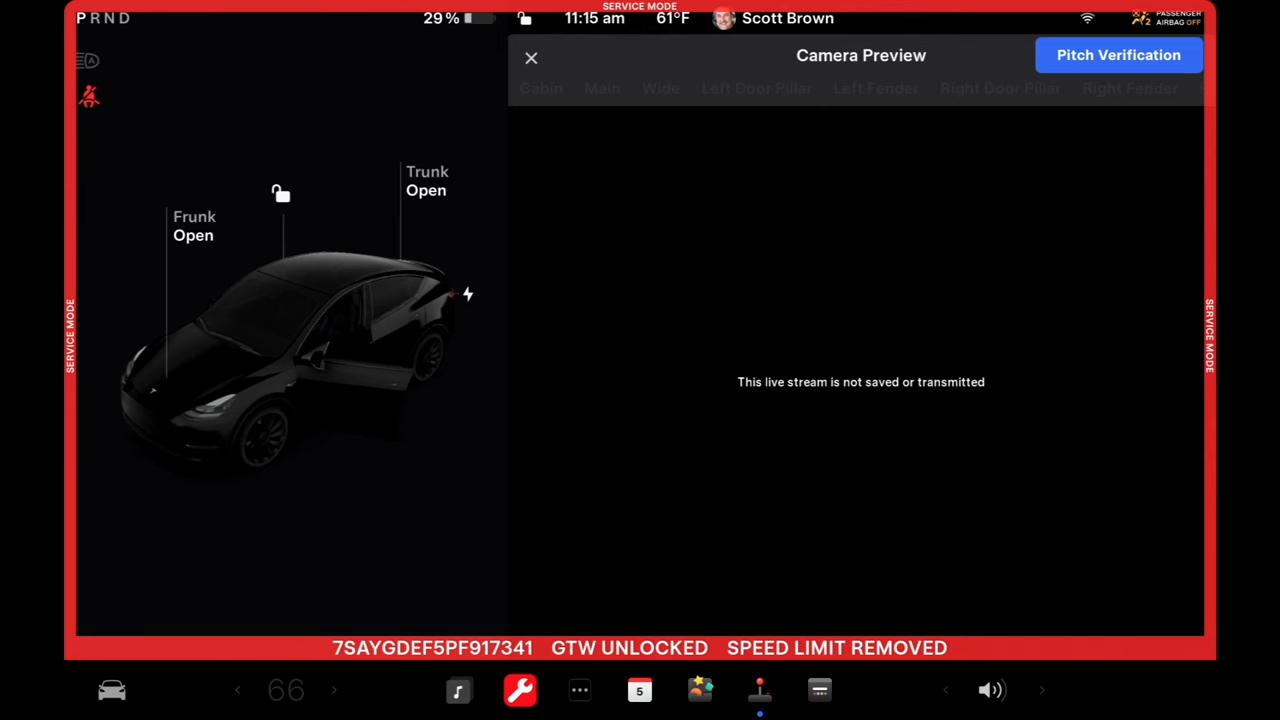 SERVICE MODE
P R N D
29 %
11:15 am
61°F
Scott Brown
PASSENGER
AIRBAG OFF
2
A
Camera Preview
Pitch Verification
Cabin Main Wide Left Door Pillar Left Fender Right Door Pillar Right Fender
Trunk
Open
Frunk
Open
SERVICE MODE
SERVICE MODE
This live stream is not saved or transmitted
7SAYGDEF5PF917341 GTW UNLOCKED SPEED LIMIT REMOVED
66
5